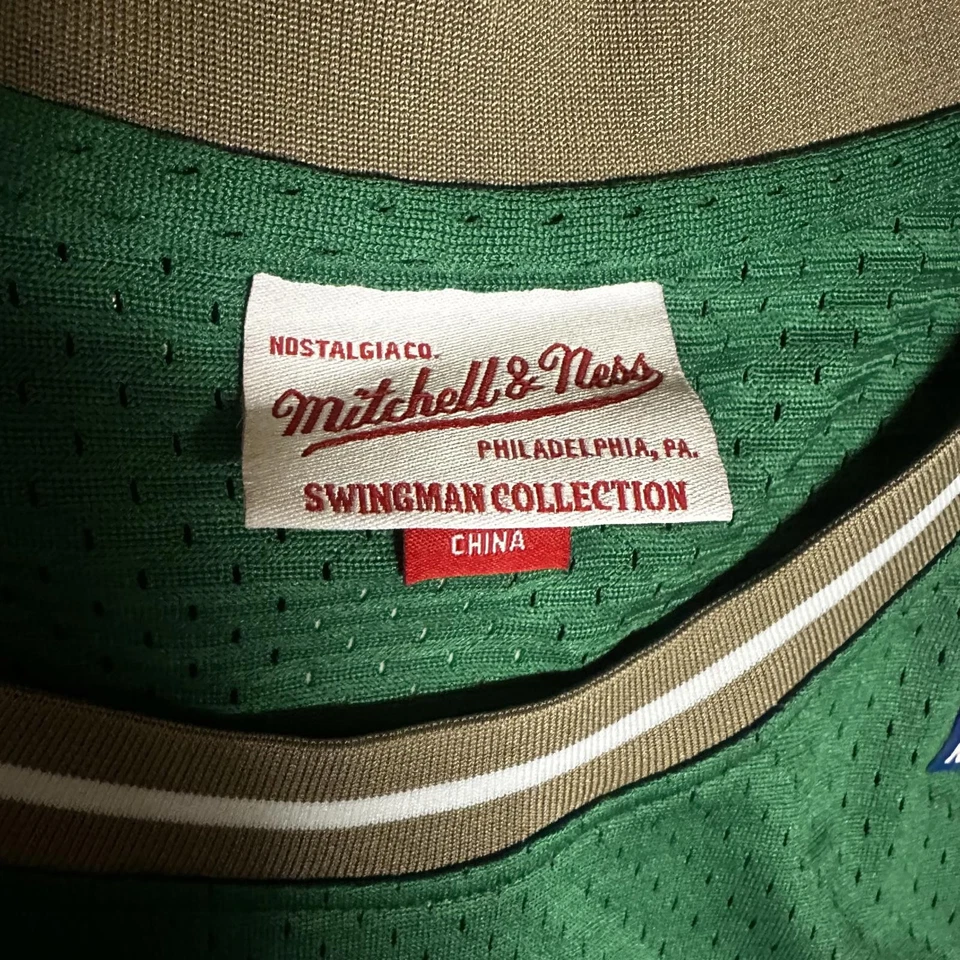 NOSTALGIA CO.
Mitchell & Ness
PHILADELPHIA, PA.
SWINGMAN COLLECTION
CHINA